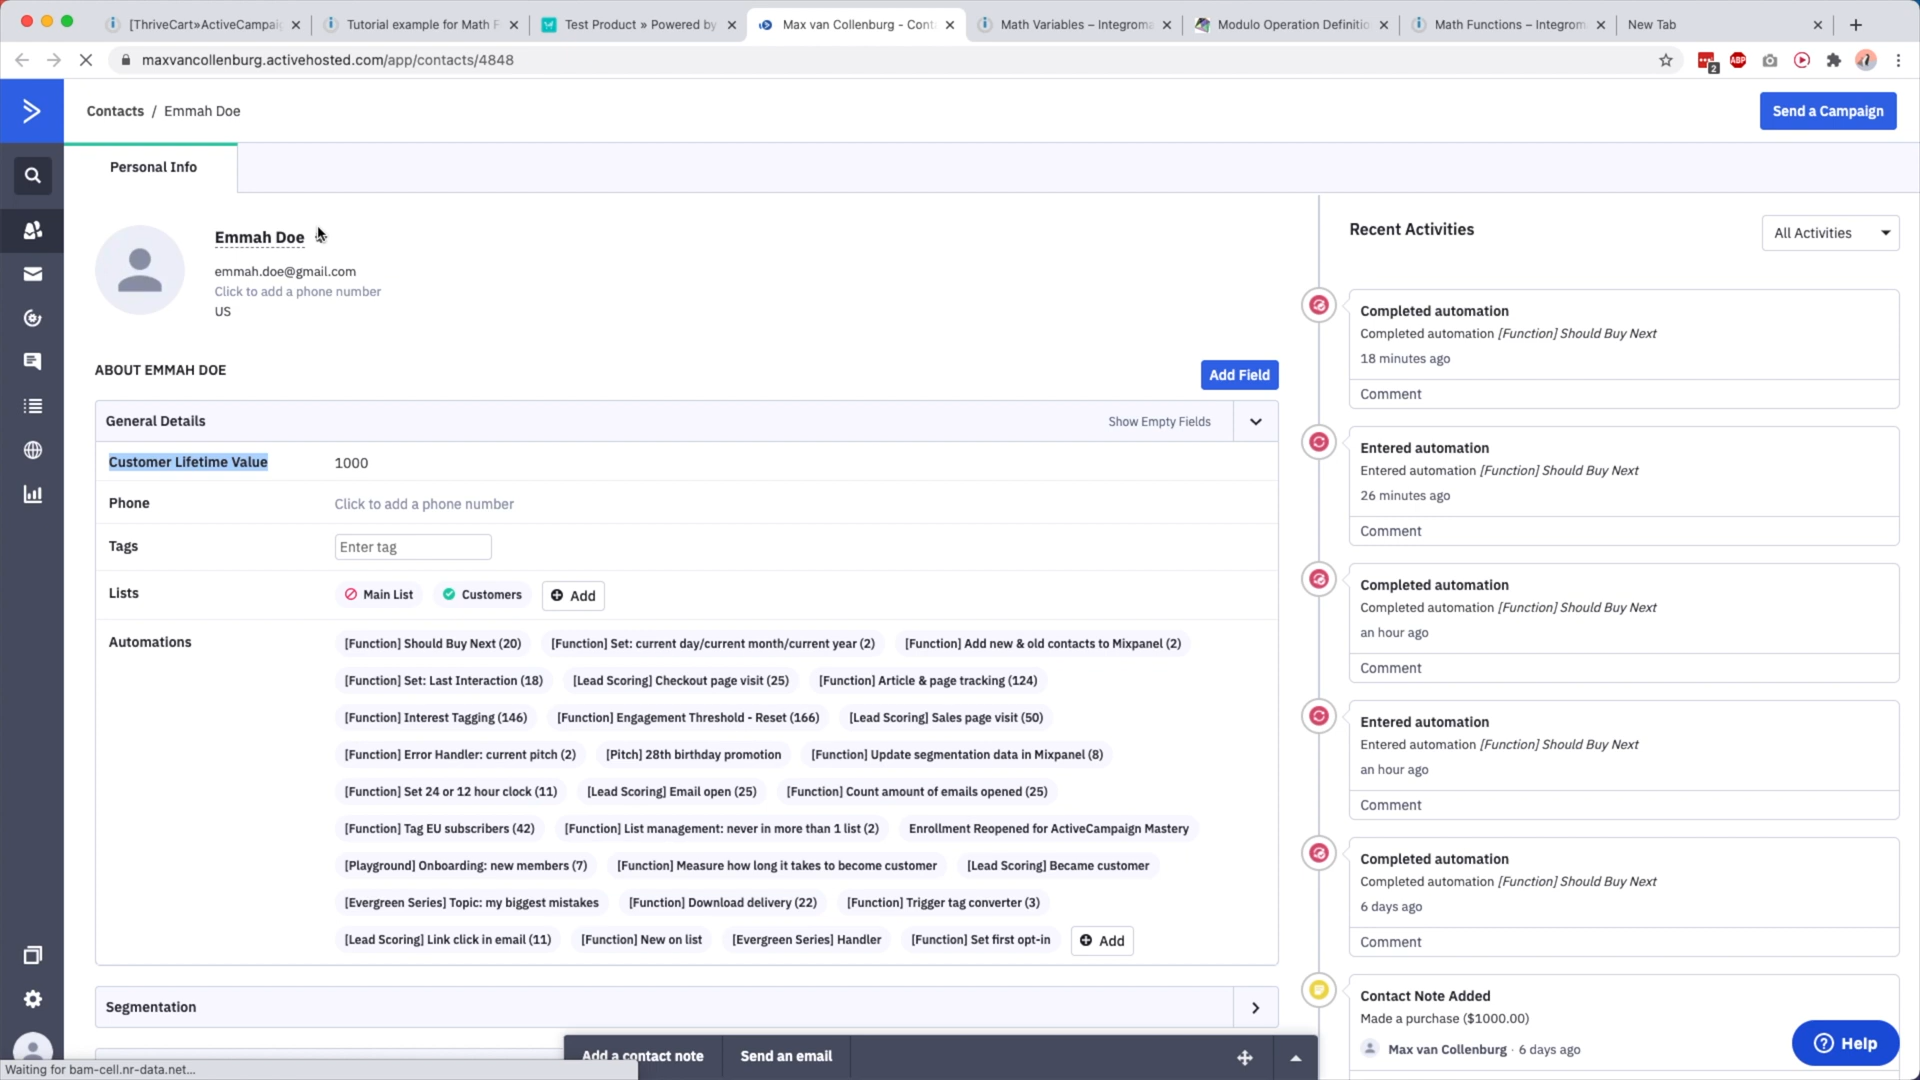 [ThriveCart»ActiveCampai
Tutorial example for Math F
Test Product » Powered by
Max van Collenburg - Cont
Math Variables – Integroma
Modulo Operation Definitio
Math Functions – Integrom
New Tab
maxvancollenburg.activehosted.com/app/contacts/4848
2
ABP
Contacts / Emmah Doe
Send a Campaign
Personal Info
Emmah Doe
emmah.doe@gmail.com
Click to add a phone number
US
ABOUT EMMAH DOE
Add Field
General Details
Show Empty Fields
Customer Lifetime Value 1000
Phone Click to add a phone number
Tags Enter tag
Lists Main List Customers Add
Automations [Function] Should Buy Next (20) [Function] Set: current day/current month/current year (2) [Function] Add new & old contacts to Mixpanel (2)
[Function] Set: Last Interaction (18) [Lead Scoring] Checkout page visit (25) [Function] Article & page tracking (124)
[Function] Interest Tagging (146) [Function] Engagement Threshold - Reset (166) [Lead Scoring] Sales page visit (50)
[Function] Error Handler: current pitch (2) [Pitch] 28th birthday promotion [Function] Update segmentation data in Mixpanel (8)
[Function] Set 24 or 12 hour clock (11) [Lead Scoring] Email open (25) [Function] Count amount of emails opened (25)
[Function] Tag EU subscribers (42) [Function] List management: never in more than 1 list (2) Enrollment Reopened for ActiveCampaign Mastery
[Playground] Onboarding: new members (7) [Function] Measure how long it takes to become customer [Lead Scoring] Became customer
[Evergreen Series] Topic: my biggest mistakes [Function] Download delivery (22) [Function] Trigger tag converter (3)
[Lead Scoring] Link click in email (11) [Function] New on list [Evergreen Series] Handler [Function] Set first opt-in Add
Segmentation
Add a contact note
Send an email
Waiting for bam-cell.nr-data.net...
Recent Activities
All Activities
Completed automation
Completed automation [Function] Should Buy Next
18 minutes ago
Comment
Entered automation
Entered automation [Function] Should Buy Next
26 minutes ago
Comment
Completed automation
Completed automation [Function] Should Buy Next
an hour ago
Comment
Entered automation
Entered automation [Function] Should Buy Next
an hour ago
Comment
Completed automation
Completed automation [Function] Should Buy Next
6 days ago
Comment
Contact Note Added
Made a purchase ($1000.00)
Max van Collenburg · 6 days ago
Help